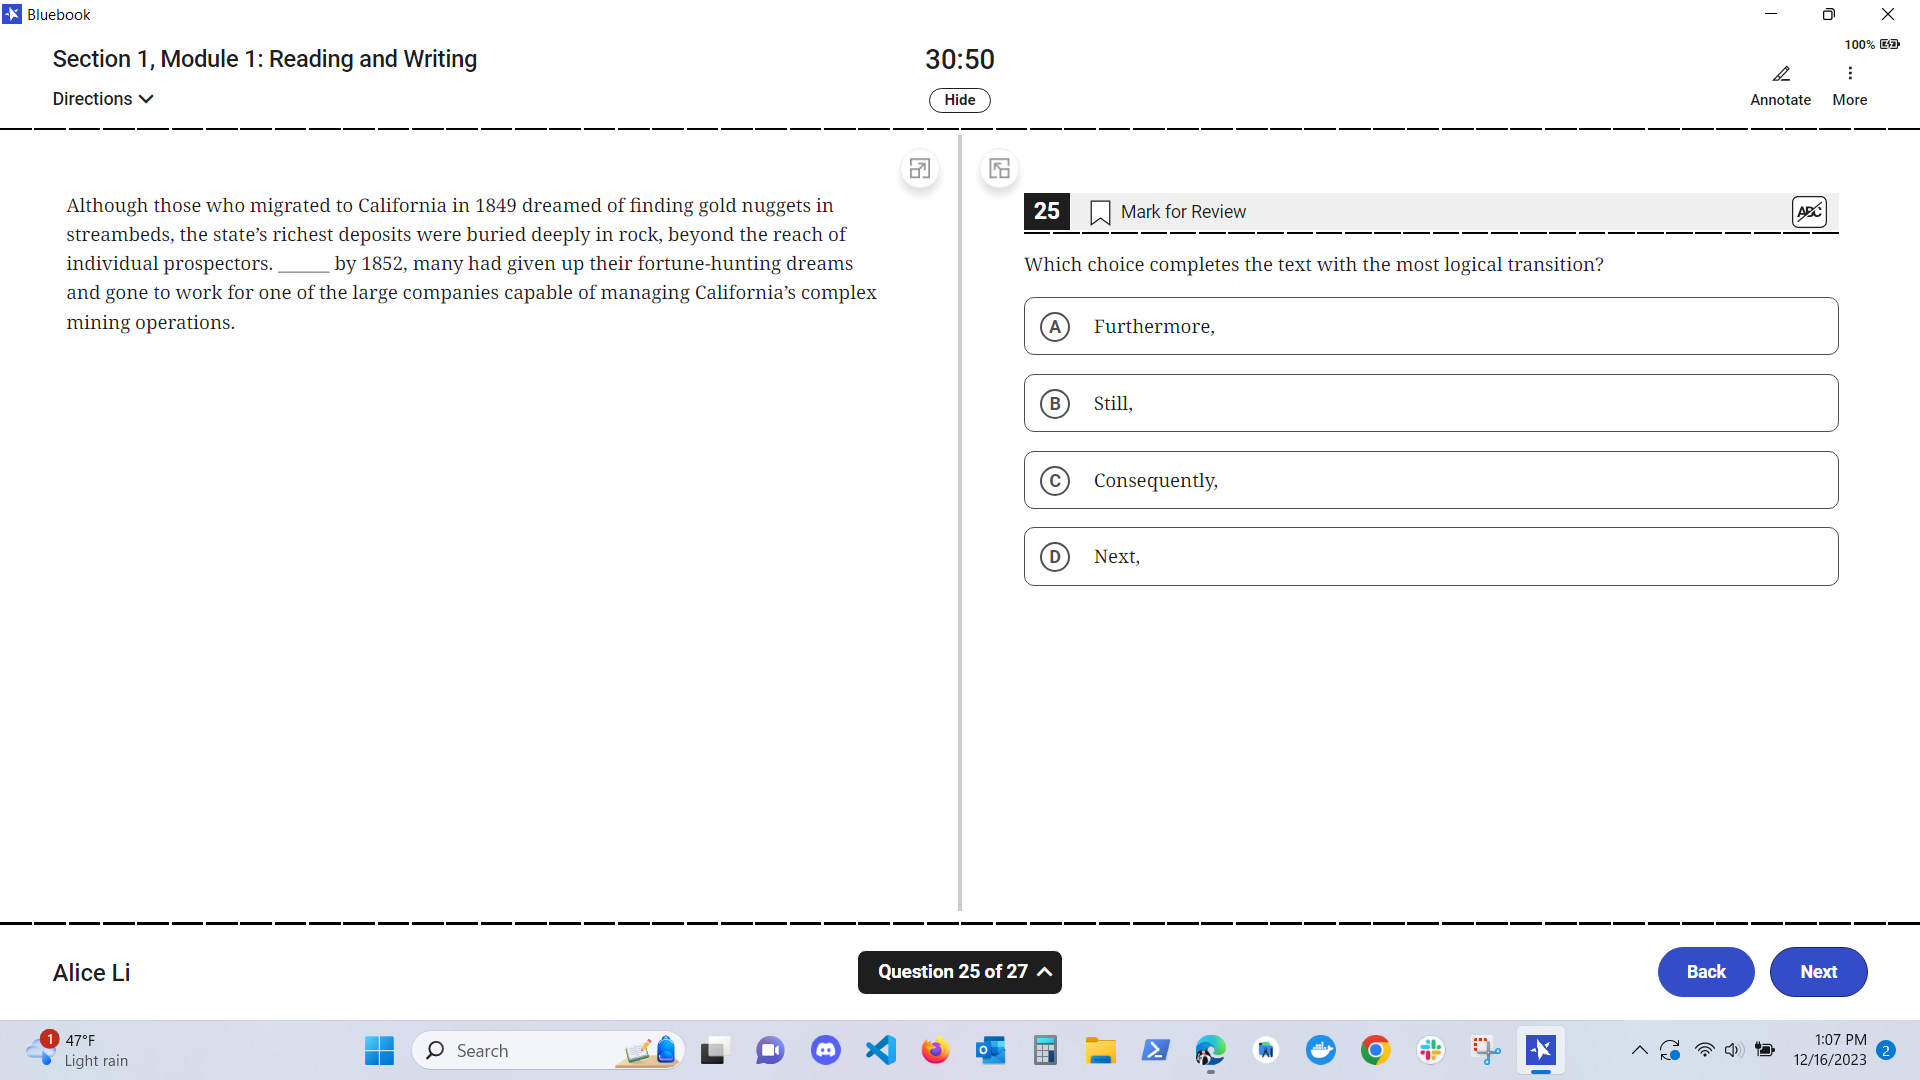 Bluebook
Section 1, Module 1: Reading and Writing
30:50
100%
Directions
Hide
Annotate
More
Although those who migrated to California in 1849 dreamed of finding gold nuggets in
streambeds, the state’s richest deposits were buried deeply in rock, beyond the reach of
individual prospectors. ______ by 1852, many had given up their fortune-hunting dreams
and gone to work for one of the large companies capable of managing California’s complex
mining operations.
25
Mark for Review
ABC
Which choice completes the text with the most logical transition?
A Furthermore,
B Still,
C Consequently,
D Next,
Alice Li
Question 25 of 27
Back
Next
1
47°F
Light rain
Search
1:07 PM
12/16/2023
2